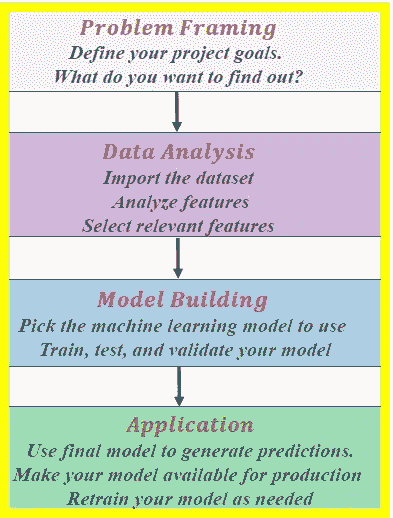 Problem Framing
Define your project goals.
What do you want to find out?
Data Analysis
Import the dataset
Analyze features
Select relevant features
Model Building
Pick the machine learning model to use
Train, test, and validate your model
Application
Use final model to generate predictions.
Make your model available for production
Retrain your model as needed